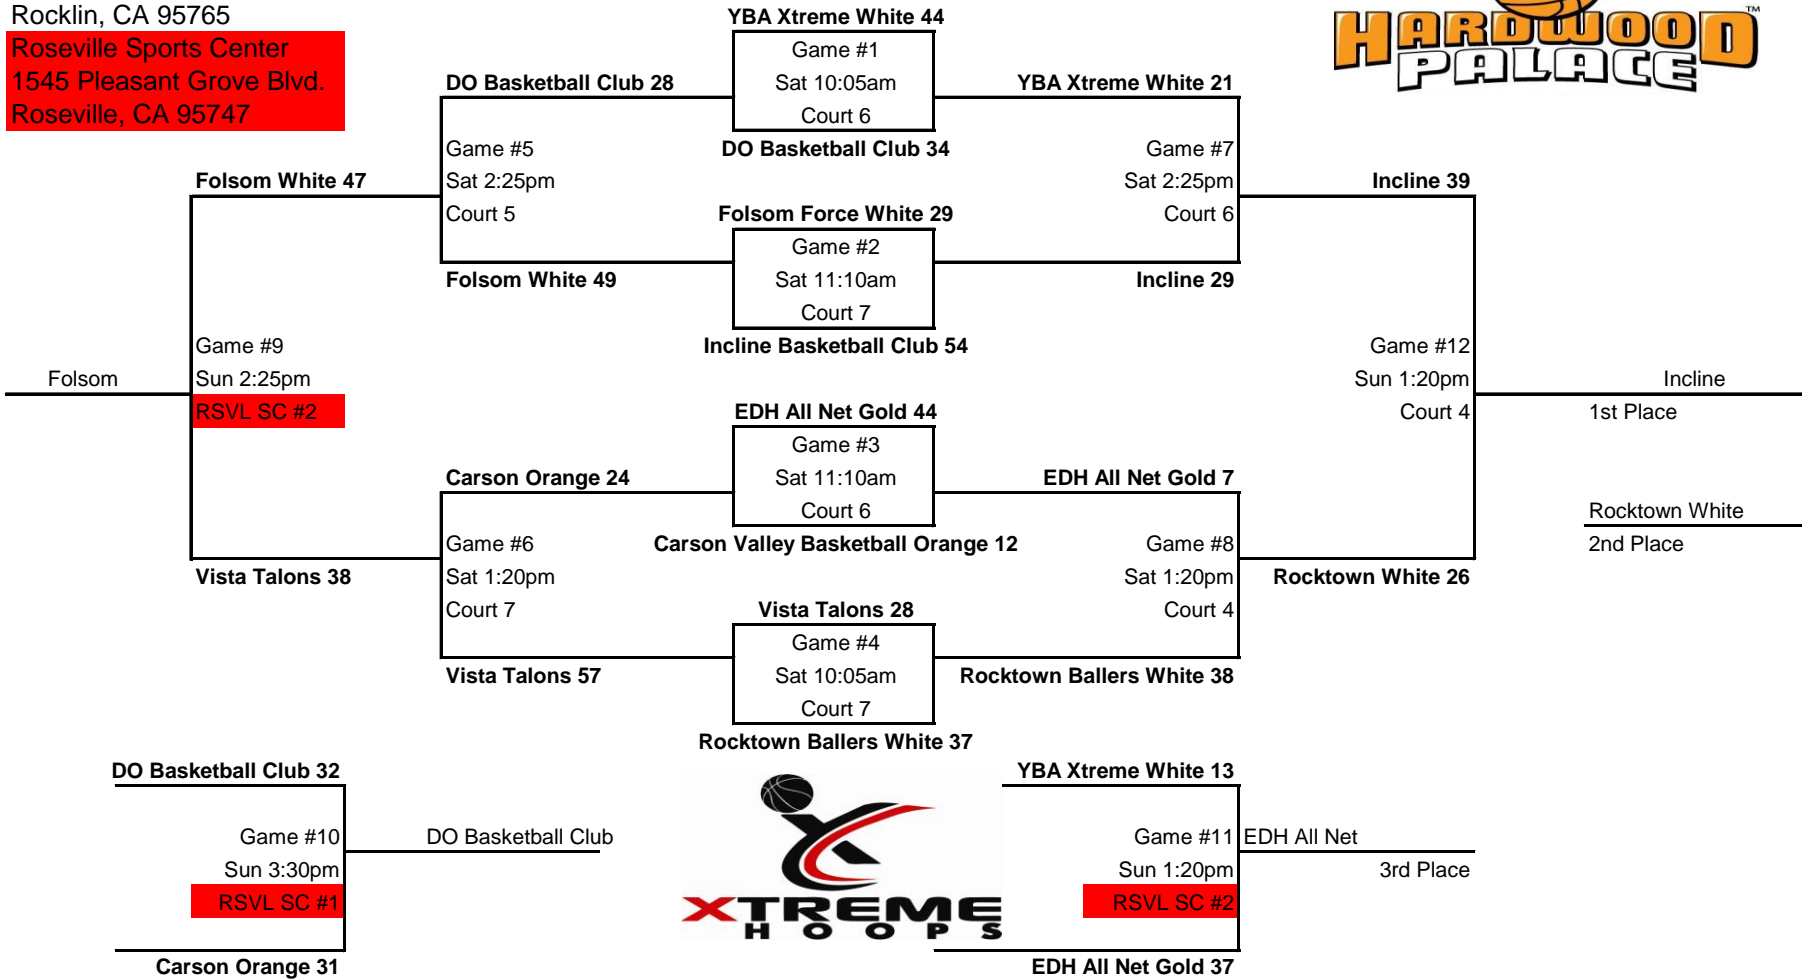 Rocklin, CA 95765
Roseville Sports Center
1545 Pleasant Grove Blvd.
Roseville, CA 95747
HARDWOOD
PALACE
TM
YBA Xtreme White 44
Game #1
Sat 10:05am
Court 6
DO Basketball Club 34
DO Basketball Club 28
Game #5
Sat 2:25pm
Court 5
Folsom White 49
YBA Xtreme White 21
Game #7
Sat 2:25pm
Court 6
Incline 29
Folsom Force White 29
Game #2
Sat 11:10am
Court 7
Incline Basketball Club 54
Folsom White 47
Game #9
Sun 2:25pm
RSVL SC #2
Vista Talons 38
Folsom
Incline 39
Game #12
Sun 1:20pm
Court 4
Rocktown White 26
Incline
1st Place
Rocktown White
2nd Place
EDH All Net Gold 44
Game #3
Sat 11:10am
Court 6
Carson Valley Basketball Orange 12
Carson Orange 24
Game #6
Sat 1:20pm
Court 7
Vista Talons 57
EDH All Net Gold 7
Game #8
Sat 1:20pm
Court 4
Rocktown Ballers White 38
Vista Talons 28
Game #4
Sat 10:05am
Court 7
Rocktown Ballers White 37
DO Basketball Club 32
Game #10
Sun 3:30pm
RSVL SC #1
Carson Orange 31
DO Basketball Club
XTREME
HOOPS
YBA Xtreme White 13
Game #11
Sun 1:20pm
RSVL SC #2
EDH All Net Gold 37
EDH All Net
3rd Place